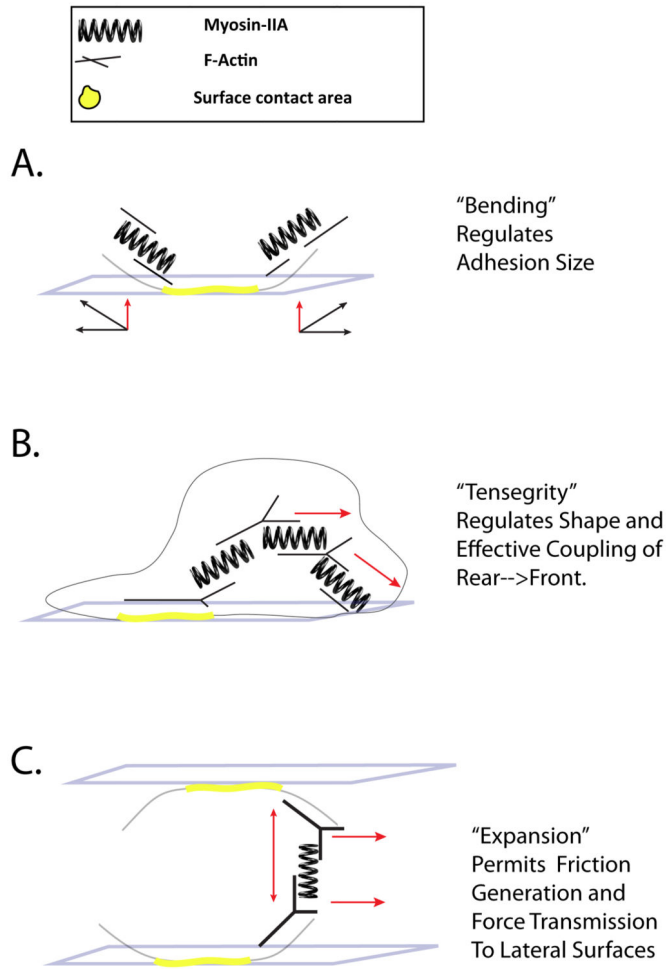 Myosin-IIA
F-Actin
Surface contact area
A.
“Bending”
Regulates
Adhesion Size
B.
“Tensegrity”
Regulates Shape and
Effective Coupling of
Rear-->Front.
C.
“Expansion”
Permits Friction
Generation and
Force Transmission
To Lateral Surfaces